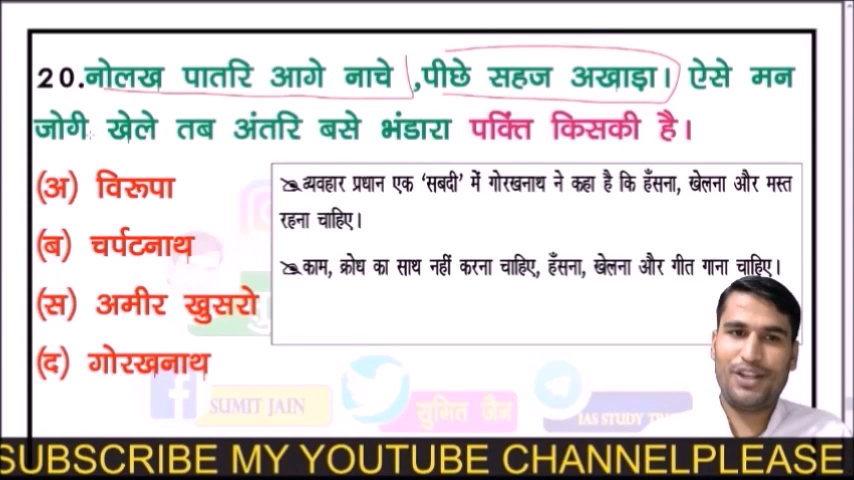 20.नोलख पातरि आगे नाचे ,पीछे सहज अखाड़ा। ऐसे मन
जोगी खेले तब अंतरि बसे भंडारा पक्तिं किसकी है।
(अ) विरूपा
(ब) चर्पटनाथ
(स) अमीर खुसरो
(द) गोरखनाथ
व्यवहार प्रधान एक ‘सबदी’ में गोरखनाथ ने कहा है कि हँसना, खेलना और मस्त
रहना चाहिए।
काम, क्रोध का साथ नहीं करना चाहिए, हँसना, खेलना और गीत गाना चाहिए।
SUMIT JAIN
सुमित जैन
IAS STUDY
SUBSCRIBE MY YOUTUBE CHANNELPLEASE